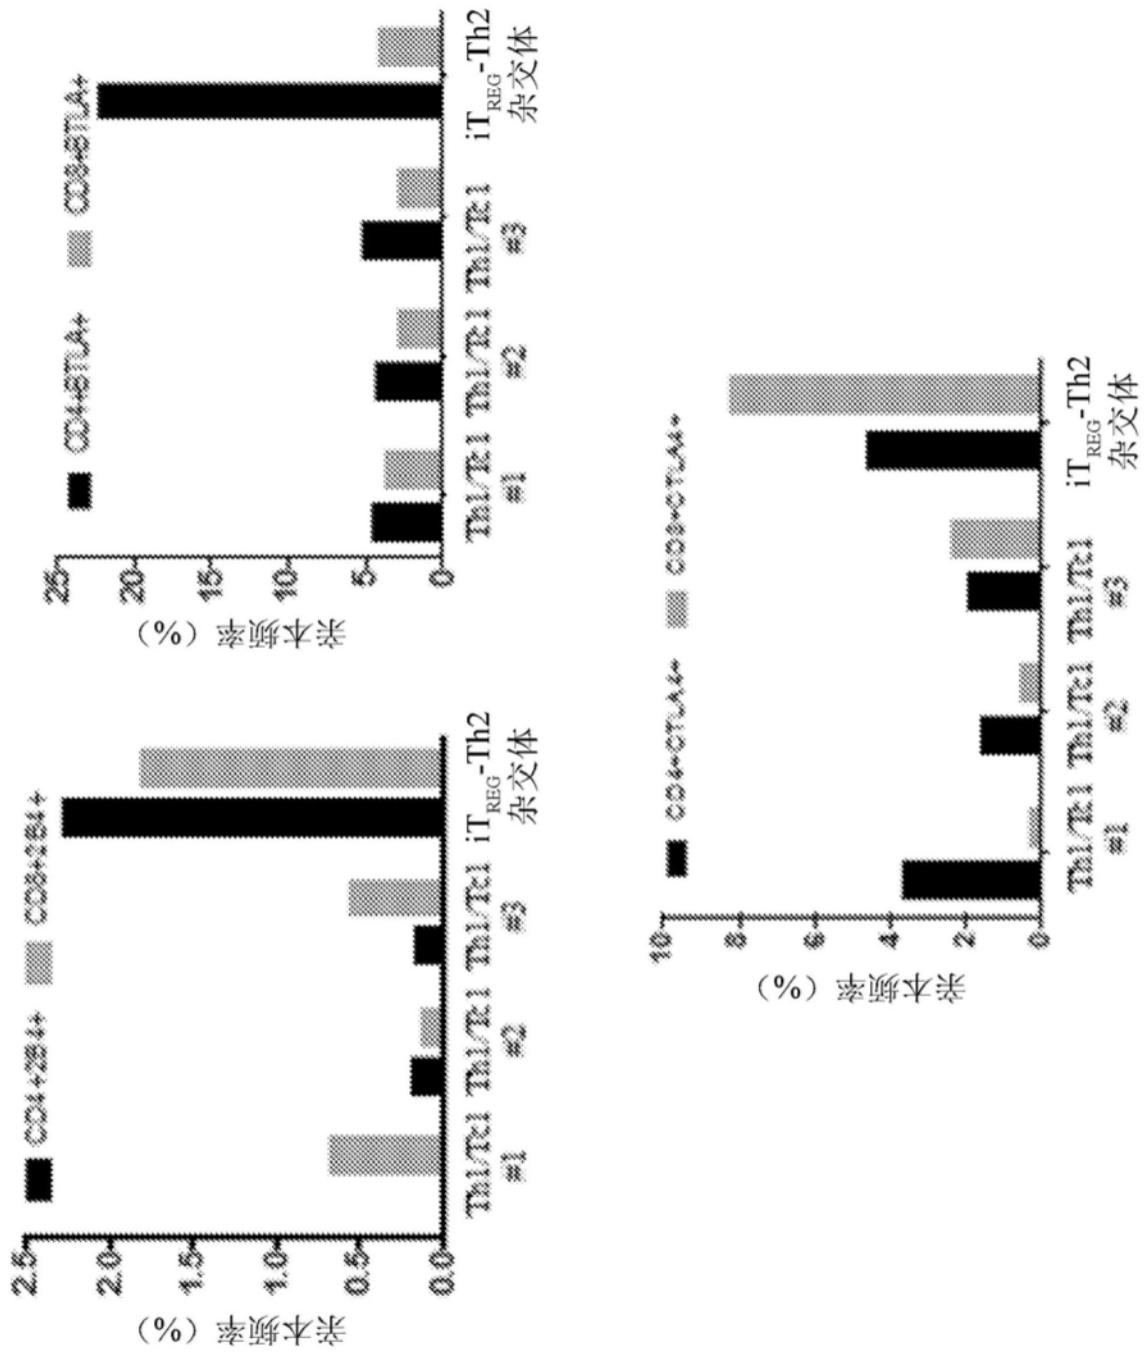 CD4+2B4+ CD8+2B4+
2.5
2.0
1.5
1.0
0.5
0.0
亲本频率（%）
Th1/Tc1 Th1/Tc1 Th1/Tc1 iTREG-Th2
#1 #2 #3 杂交体
CD4+BTLA+ CD8+BTLA+
25
20
15
10
5
0
亲本频率（%）
Th1/Tc1 Th1/Tc1 Th1/Tc1 iTREG-Th2
#1 #2 #3 杂交体
CD4+CTLA4+ CD8+CTLA4+
10
8
6
4
2
0
亲本频率（%）
Th1/Tc1 Th1/Tc1 Th1/Tc1 iTREG-Th2
#1 #2 #3 杂交体